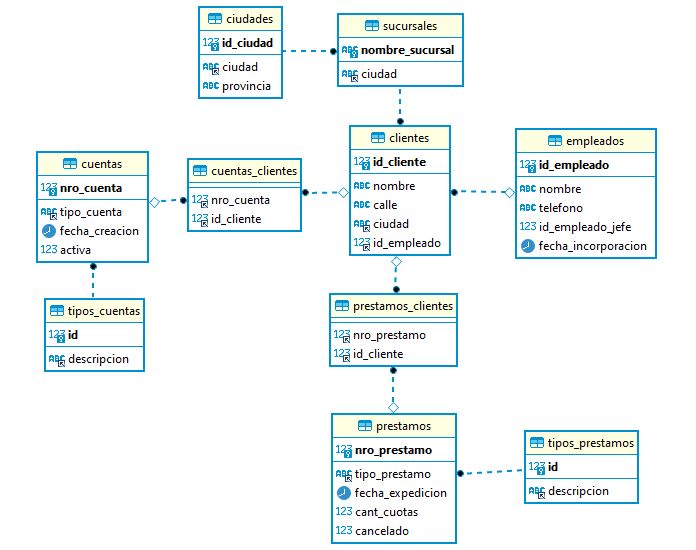 ciudades
123 id_ciudad
ABC ciudad
ABC provincia
sucursales
ABC nombre_sucursal
ABC ciudad
cuentas
123 nro_cuenta
ABC tipo_cuenta
fecha_creacion
123 activa
cuentas_clientes
123 nro_cuenta
123 id_cliente
clientes
123 id_cliente
ABC nombre
ABC calle
ABC ciudad
123 id_empleado
empleados
123 id_empleado
ABC nombre
ABC telefono
123 id_empleado_jefe
fecha_incorporacion
tipos_cuentas
123 id
ABC descripcion
prestamos_clientes
123 nro_prestamo
123 id_cliente
prestamos
123 nro_prestamo
ABC tipo_prestamo
fecha_expedicion
123 cant_cuotas
123 cancelado
tipos_prestamos
123 id
ABC descripcion